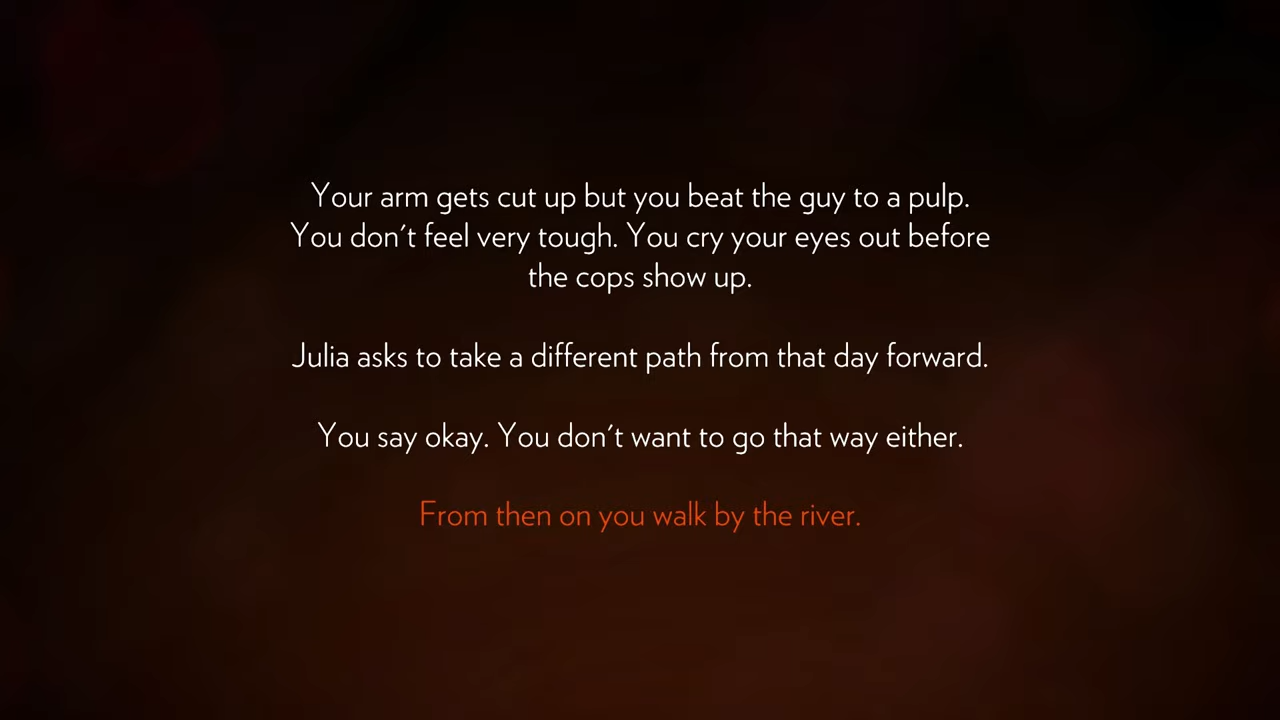 Your arm gets cut up but you beat the guy to a pulp.
You don't feel very tough. You cry your eyes out before
the cops show up.
Julia asks to take a different path from that day forward.
You say okay. You don't want to go that way either.
From then on you walk by the river.